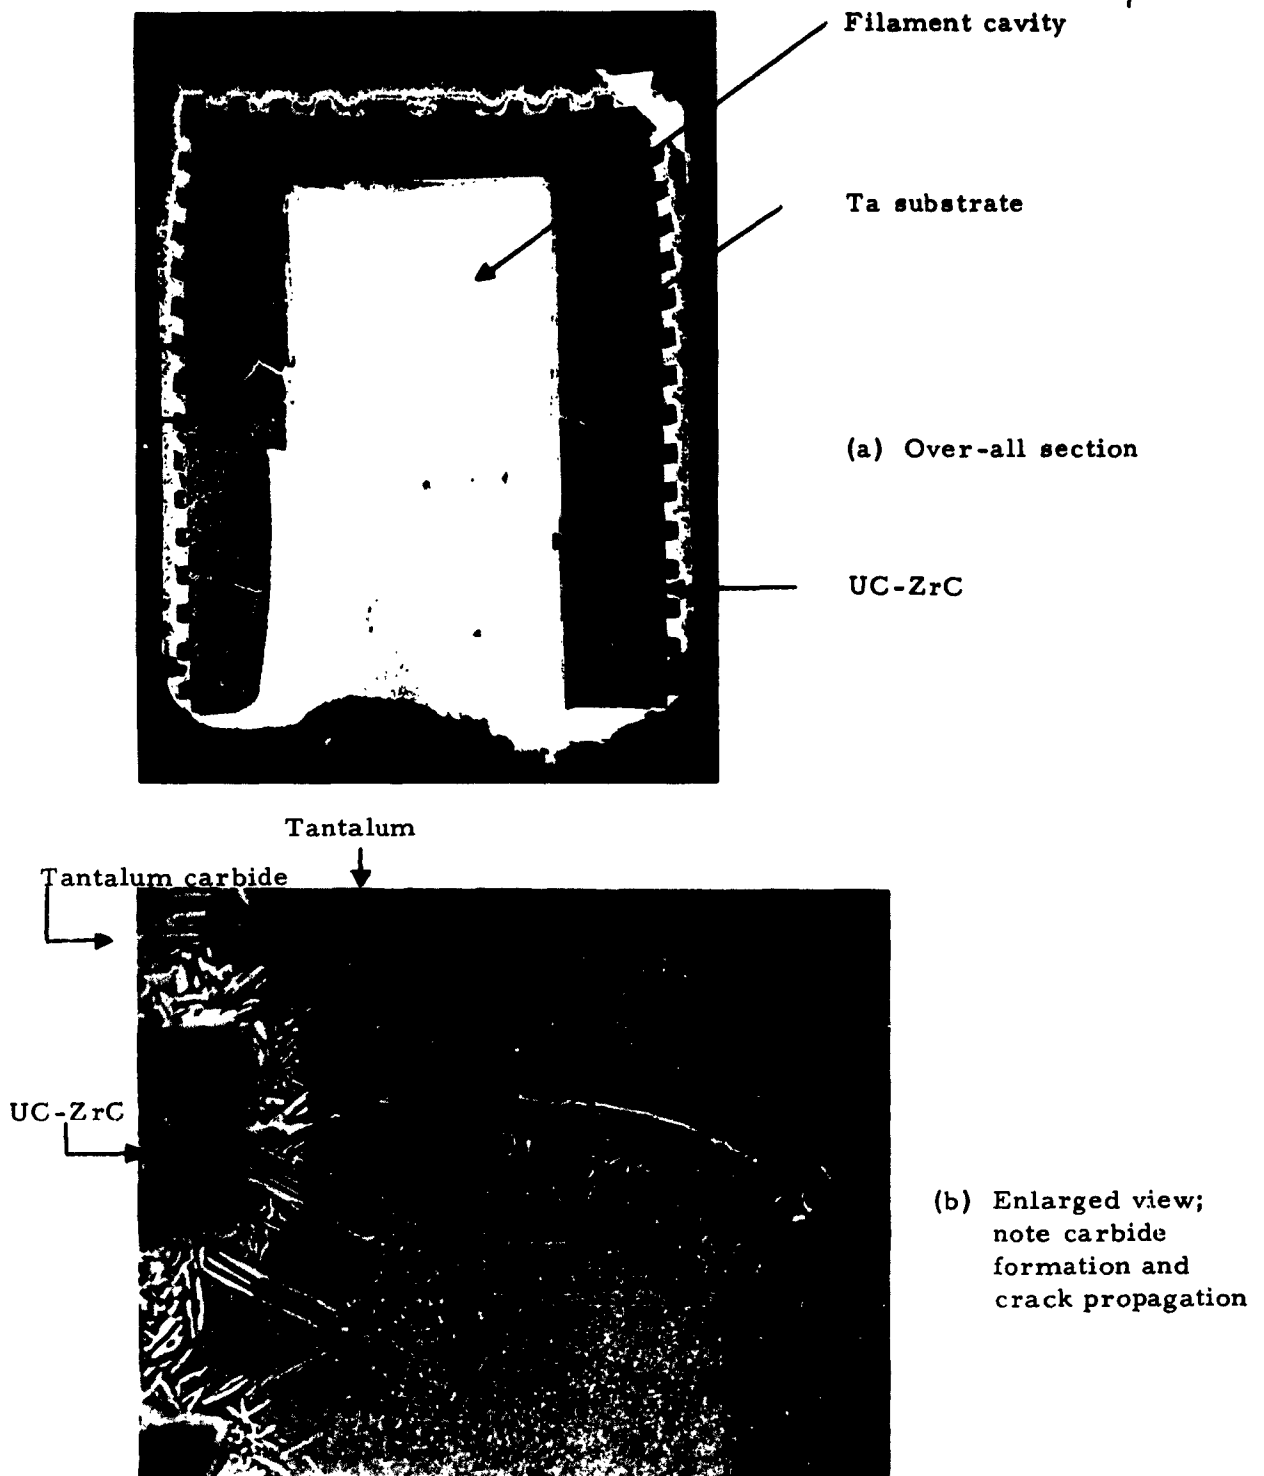 Filament cavity
Ta substrate
(a) Over-all section
UC-ZrC
Tantalum
Tantalum carbide
UC-ZrC
(b) Enlarged view;
note carbide
formation and
crack propagation